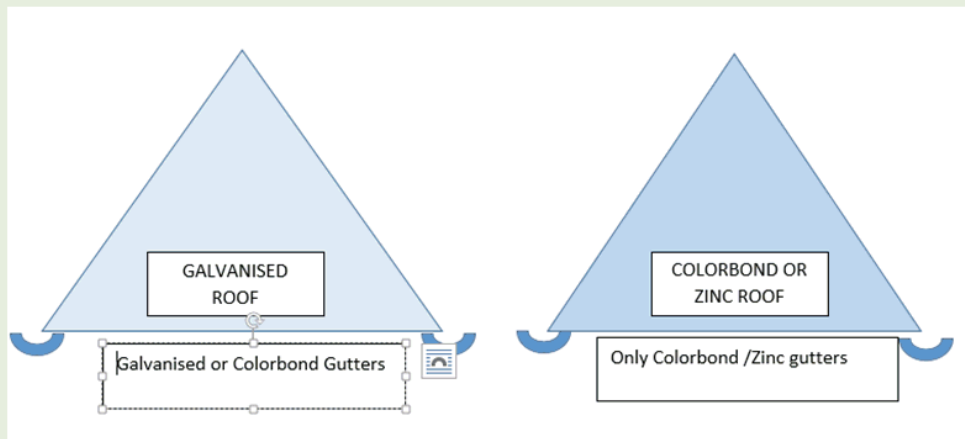 GALVANISED
ROOF
Galvanised or Colorbond Gutters
COLORBOND OR
ZINC ROOF
Only Colorbond /Zinc gutters